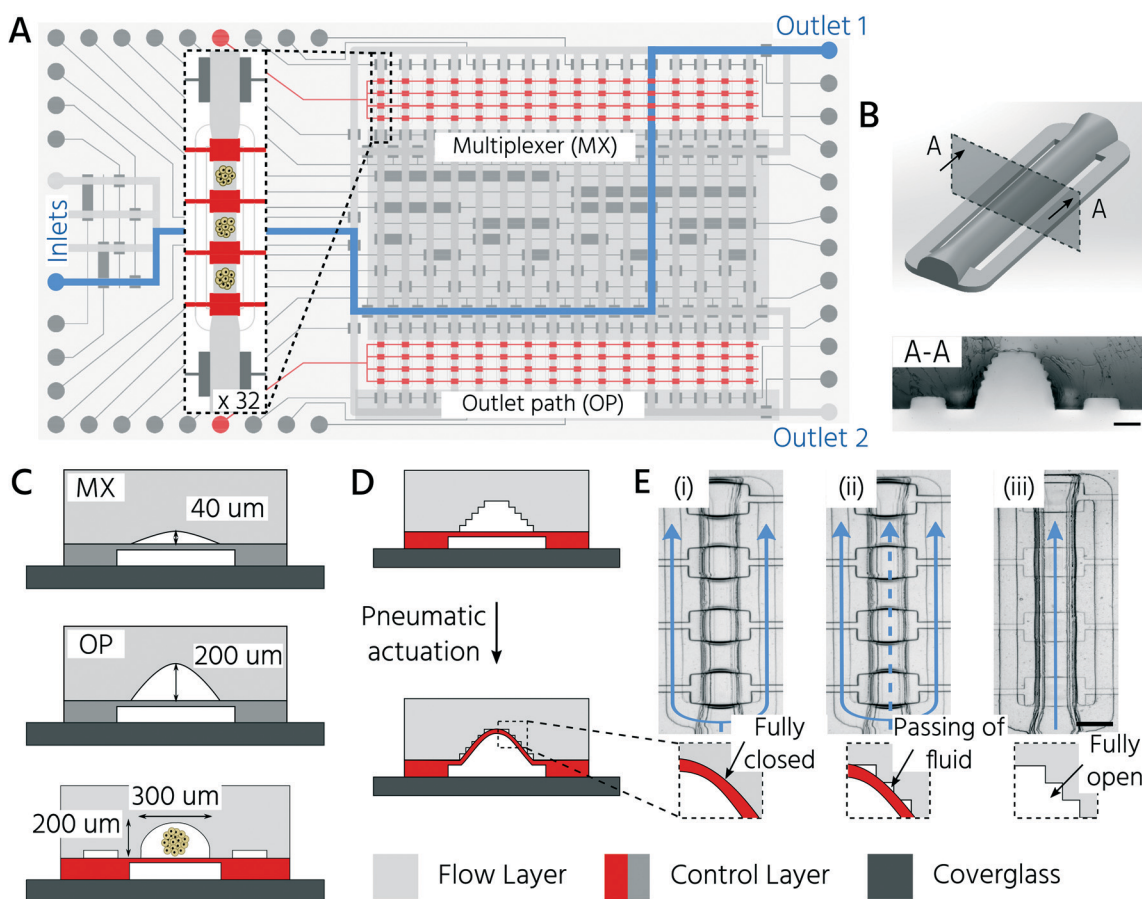 A
Outlet 1
Inlets
Multiplexer (MX)
x 32
Outlet path (OP)
Outlet 2
B
A
A
A-A
C
MX
40 um
OP
200 um
300 um
200 um
D
Pneumatic
actuation
E
(i)
(ii)
(iii)
Fully
closed
Passing of
fluid
Fully
open
Flow Layer
Control Layer
Coverglass